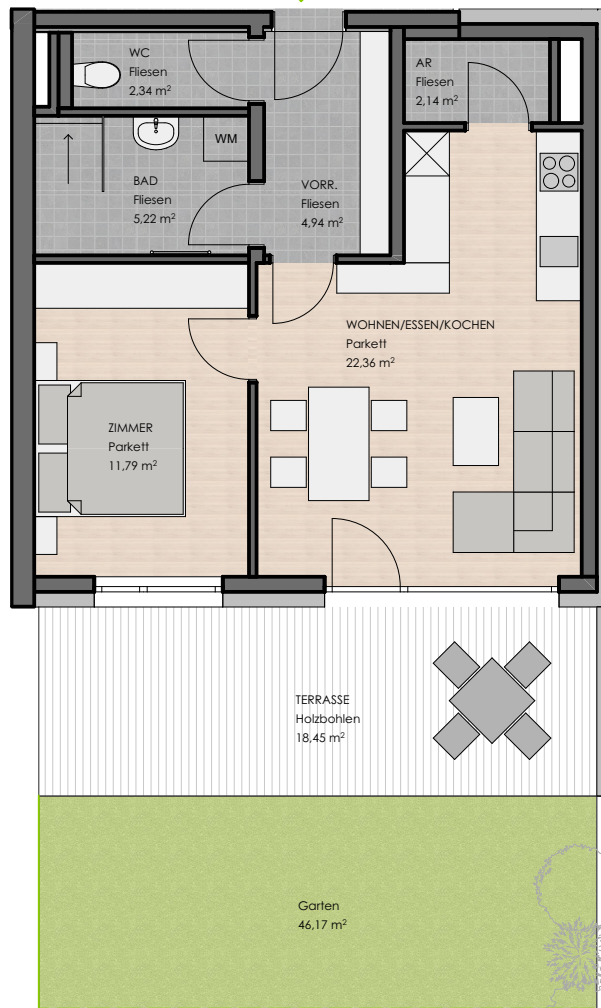 WC
Fliesen
2,34 m²
AR
Fliesen
2,14 m²
WM
BAD
Fliesen
5,22 m²
VORR.
Fliesen
4,94 m²
WOHNEN/ESSEN/KOCHEN
Parkett
22,36 m²
ZIMMER
Parkett
11,79 m²
TERRASSE
Holzbohlen
18,45 m²
Garten
46,17 m²